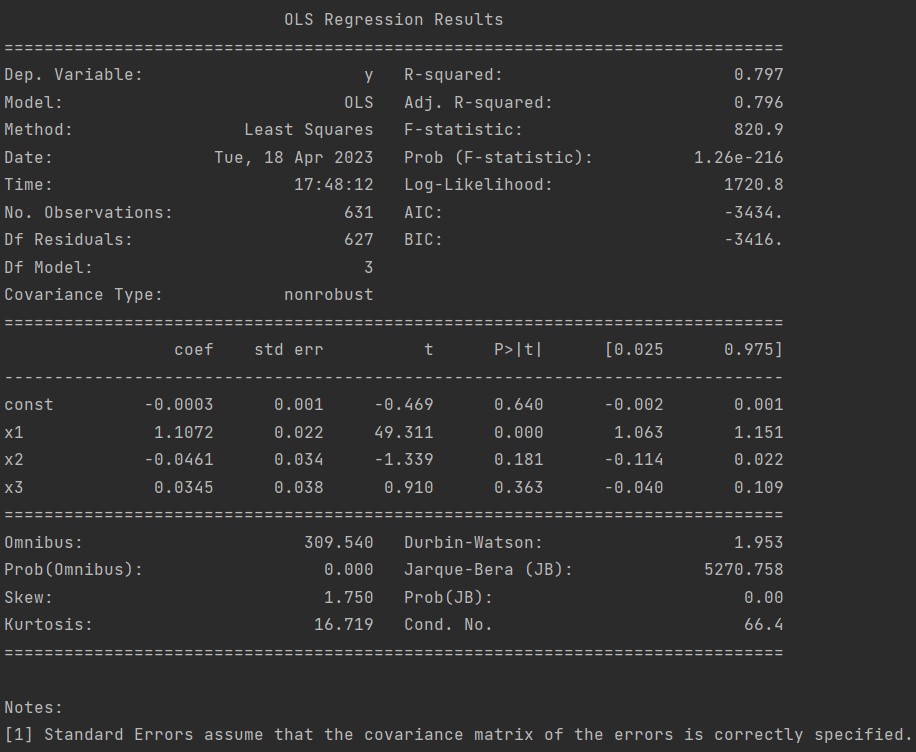 OLS Regression Results
==============================================================================
Dep. Variable:                      y   R-squared:                       0.797
Model:                            OLS   Adj. R-squared:                  0.796
Method:                 Least Squares   F-statistic:                     820.9
Date:                Tue, 18 Apr 2023   Prob (F-statistic):          1.26e-216
Time:                        17:48:12   Log-Likelihood:                 1720.8
No. Observations:                 631   AIC:                            -3434.
Df Residuals:                     627   BIC:                            -3416.
Df Model:                           3
Covariance Type:            nonrobust
==============================================================================
                 coef    std err          t      P>|t|      [0.025      0.975]
------------------------------------------------------------------------------
const         -0.0003      0.001     -0.469      0.640      -0.002       0.001
x1             1.1072      0.022     49.311      0.000       1.063       1.151
x2            -0.0461      0.034     -1.339      0.181      -0.114       0.022
x3             0.0345      0.038      0.910      0.363      -0.040       0.109
==============================================================================
Omnibus:                      309.540   Durbin-Watson:                   1.953
Prob(Omnibus):                  0.000   Jarque-Bera (JB):             5270.758
Skew:                           1.750   Prob(JB):                         0.00
Kurtosis:                      16.719   Cond. No.                         66.4
==============================================================================

Notes:
[1] Standard Errors assume that the covariance matrix of the errors is correctly specified.